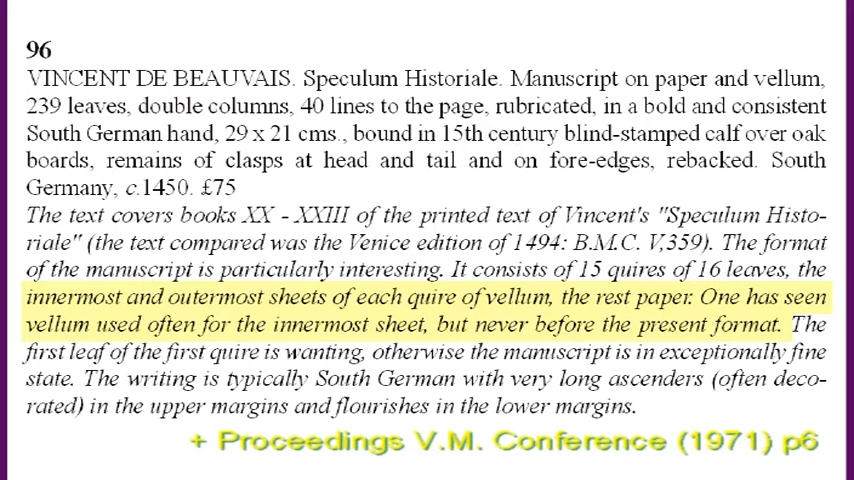 96
VINCENT DE BEAUVAIS. Speculum Historiale. Manuscript on paper and vellum,
239 leaves, double columns, 40 lines to the page, rubricated, in a bold and consistent
South German hand, 29 x 21 cms., bound in 15th century blind-stamped calf over oak
boards, remains of clasps at head and tail and on fore-edges, rebacked. South
Germany, c.1450. £75
The text covers books XX - XXIII of the printed text of Vincent's "Speculum Histo-
riale" (the text compared was the Venice edition of 1494: B.M.C. V,359). The format
of the manuscript is particularly interesting. It consists of 15 quires of 16 leaves, the
innermost and outermost sheets of each quire of vellum, the rest paper. One has seen
vellum used often for the innermost sheet, but never before the present format. The
first leaf of the first quire is wanting, otherwise the manuscript is in exceptionally fine
state. The writing is typically South German with very long ascenders (often deco-
rated) in the upper margins and flourishes in the lower margins.
+ Proceedings V.M. Conference (1971) p6